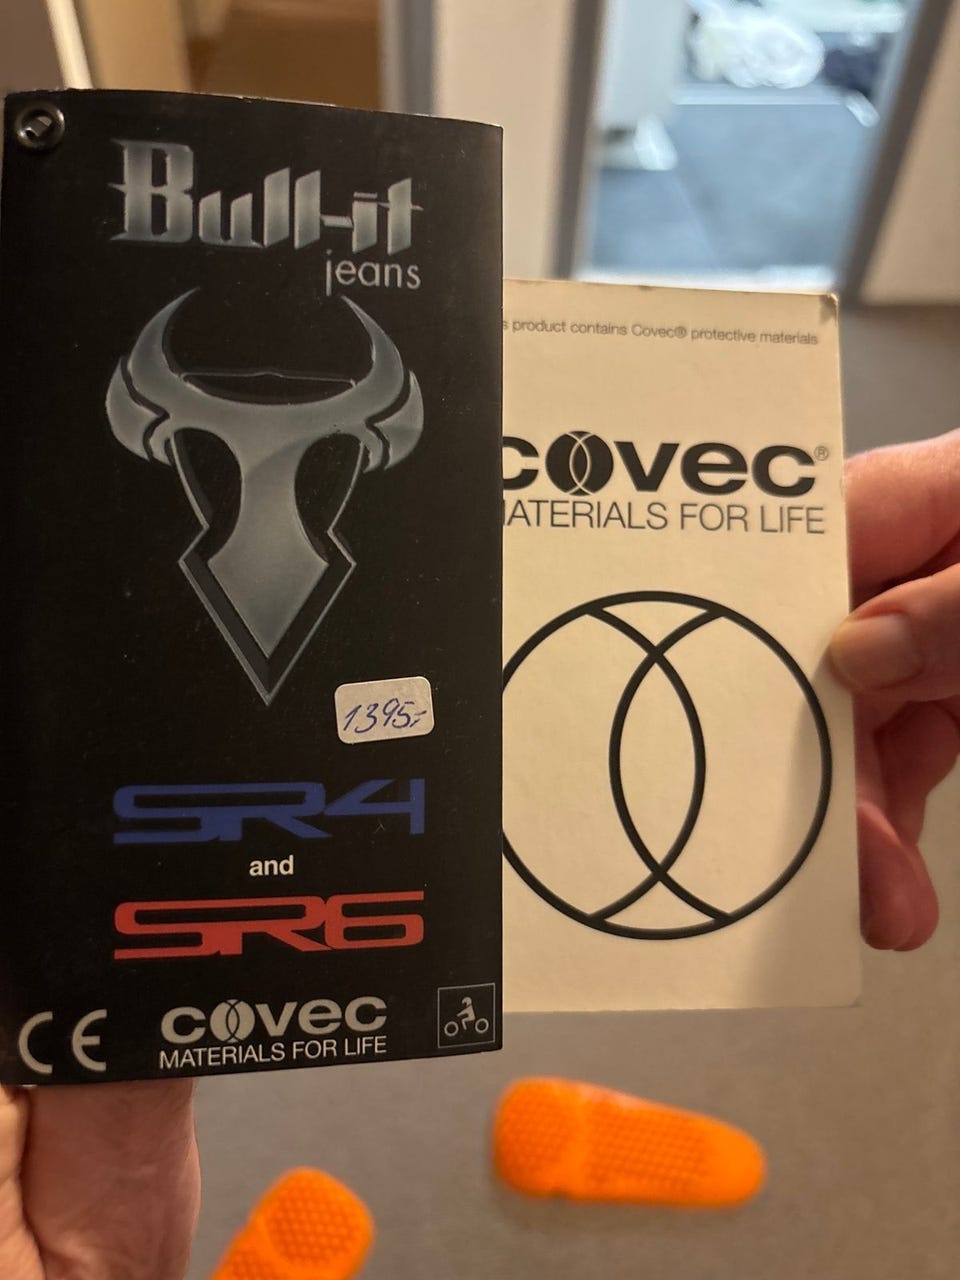 Bull-it
jeans
1395:-
SR4
and
SR6
CE
covec
MATERIALS FOR LIFE
product contains Covec® protective materials
covec®
MATERIALS FOR LIFE